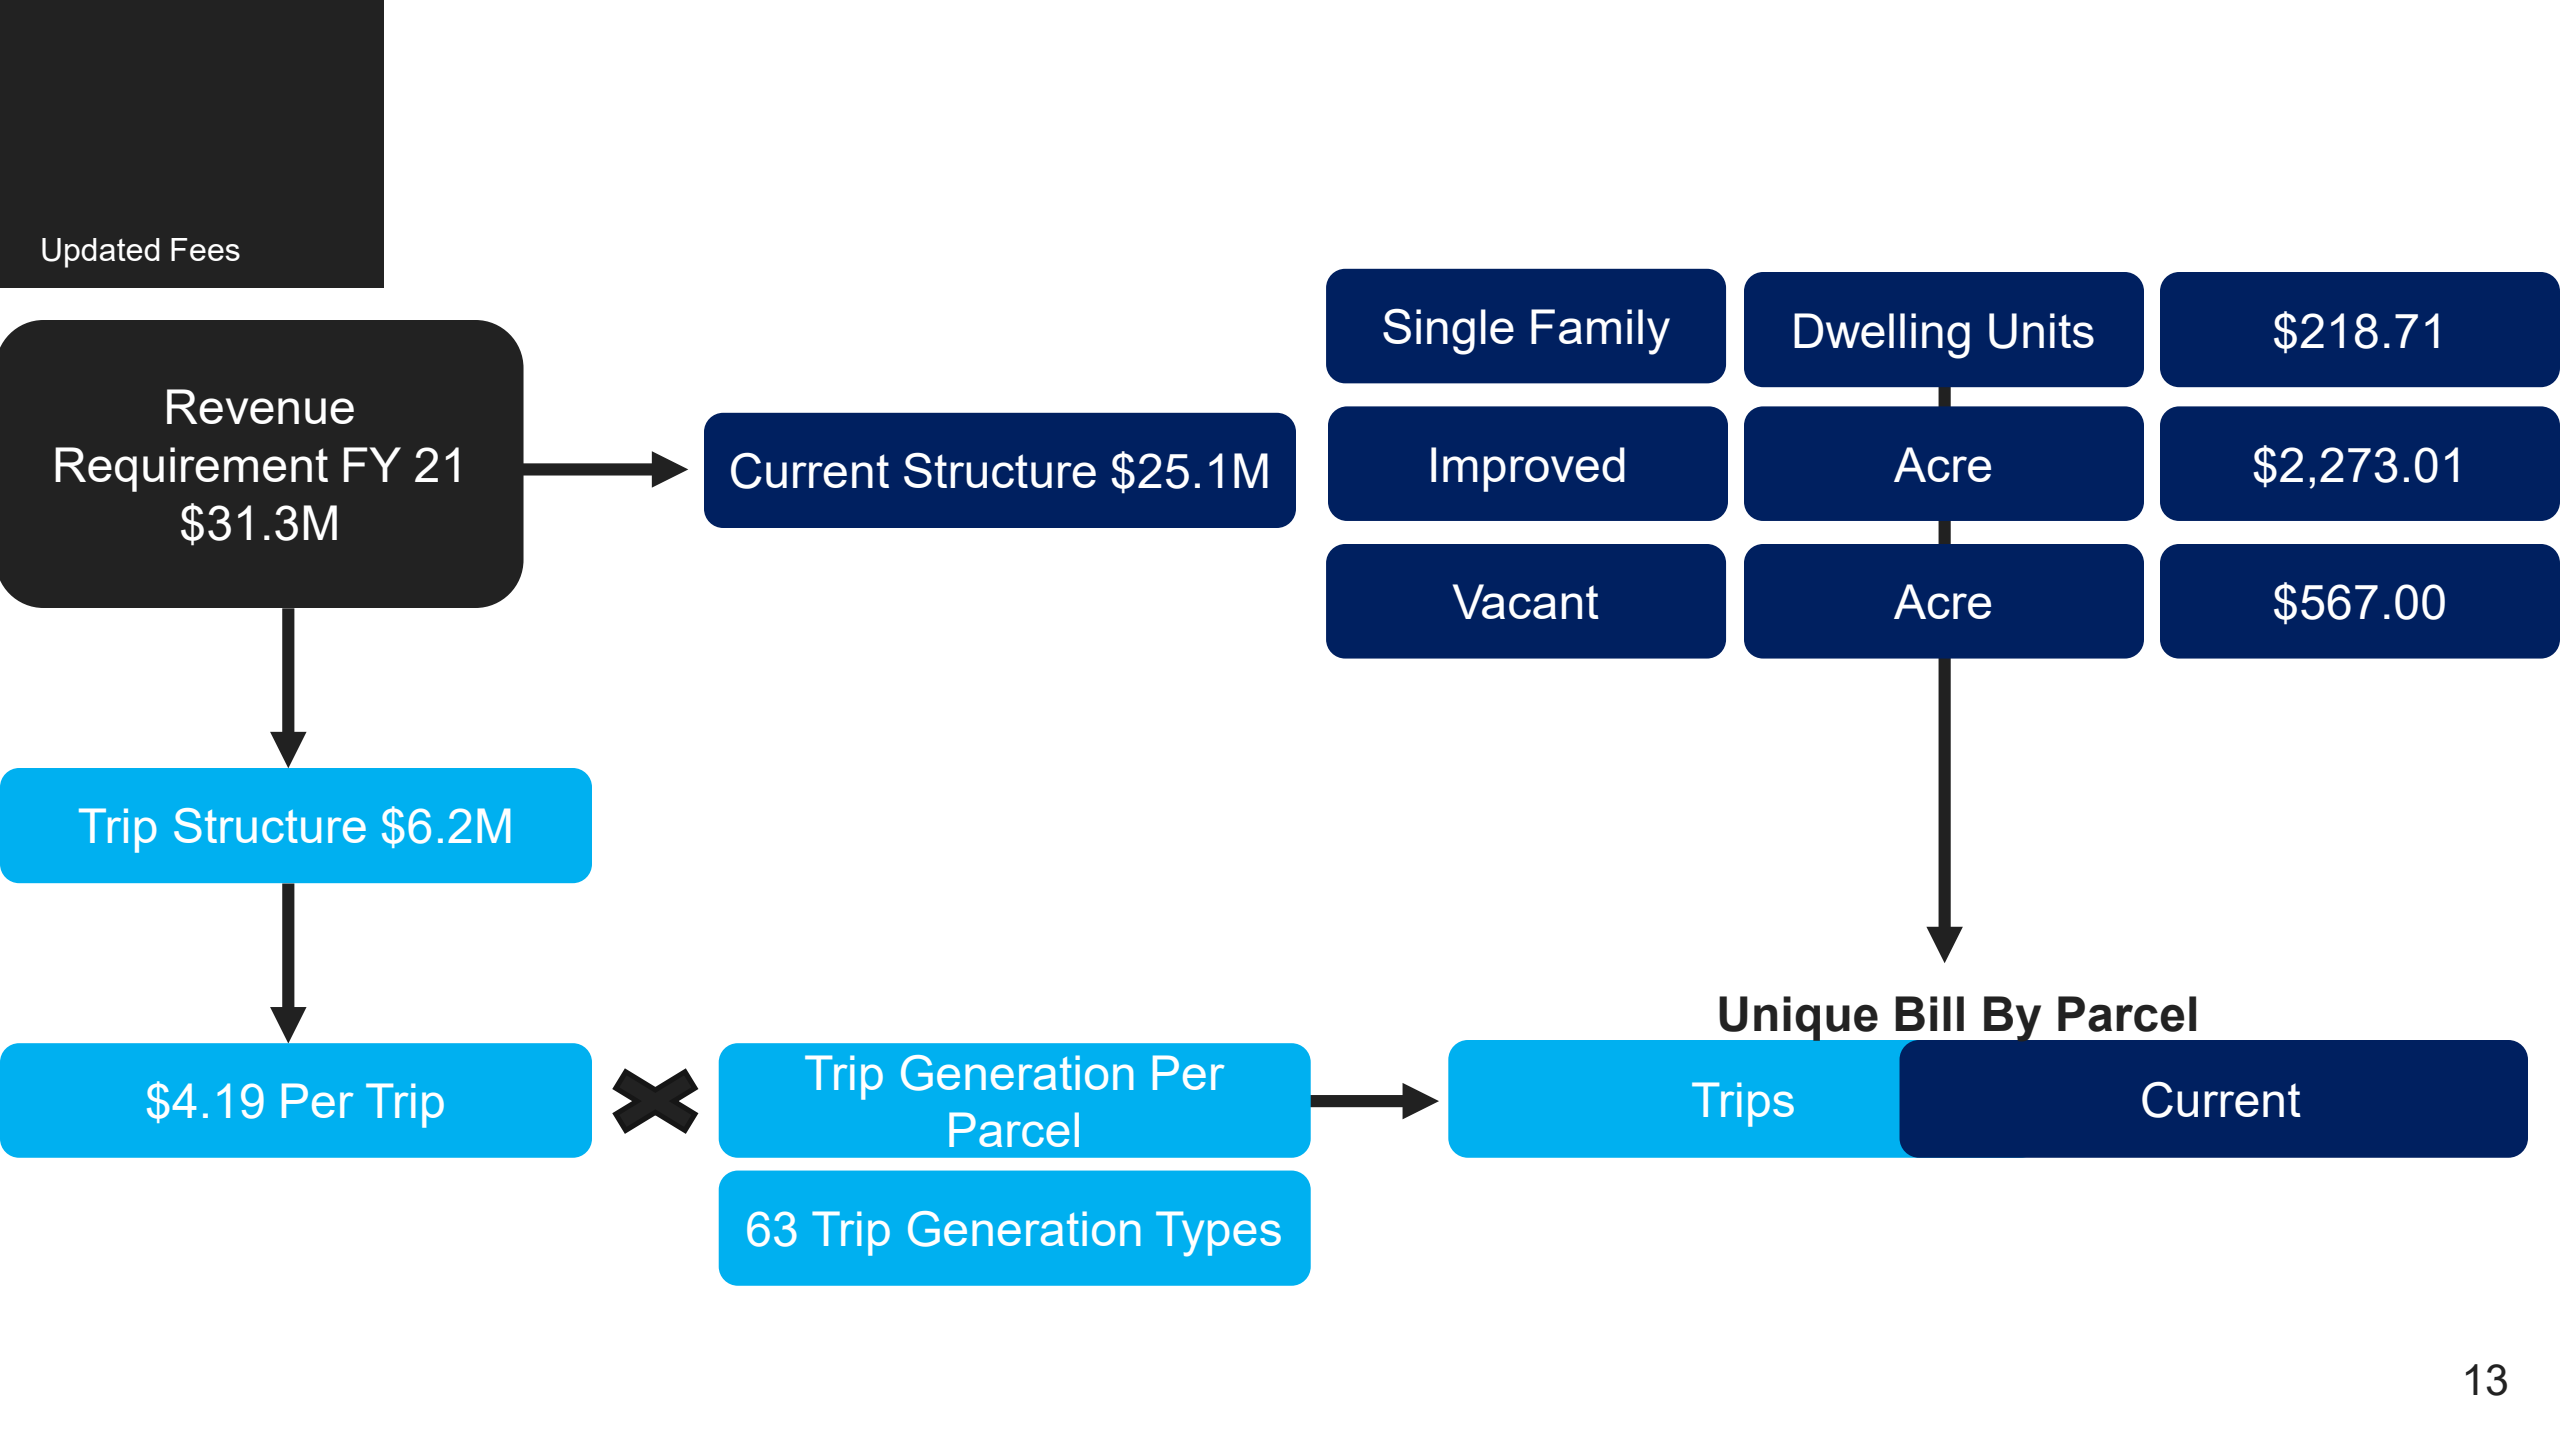 Updated Fees
Revenue
Requirement FY 21
$31.3M
Current Structure $25.1M
Single Family
Dwelling Units
$218.71
Improved
Acre
$2,273.01
Vacant
Acre
$567.00
Trip Structure $6.2M
$4.19 Per Trip
Trip Generation Per
Parcel
63 Trip Generation Types
Unique Bill By Parcel
Trips
Current
13